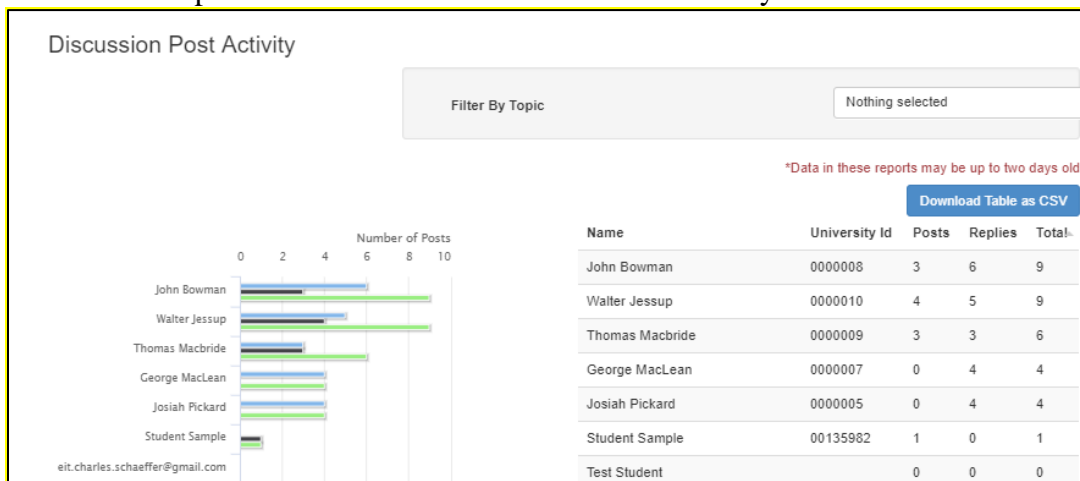 Discussion Post Activity
Filter By Topic
Nothing selected
*Data in these reports may be up to two days old
Download Table as CSV
Number of Posts
0 2 4 6 8 10
John Bowman
Walter Jessup
Thomas Macbride
George MacLean
Josiah Pickard
Student Sample
eit.charles.schaeffer@gmail.com
Name University Id Posts Replies Total
John Bowman 0000008 3 6 9
Walter Jessup 0000010 4 5 9
Thomas Macbride 0000009 3 3 6
George MacLean 0000007 0 4 4
Josiah Pickard 0000005 0 4 4
Student Sample 00135982 1 0 1
Test Student 0 0 0